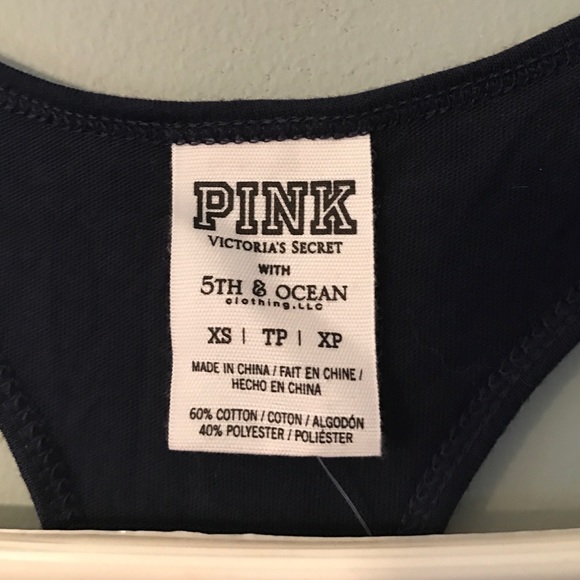 PINK
VICTORIA'S SECRET
WITH
5TH & OCEAN
clothing,LLC
XS | TP | XP
MADE IN CHINA / FAIT EN CHINE /
HECHO EN CHINA
60% COTTON / COTON / ALGODÓN
40% POLYESTER / POLIÉSTER